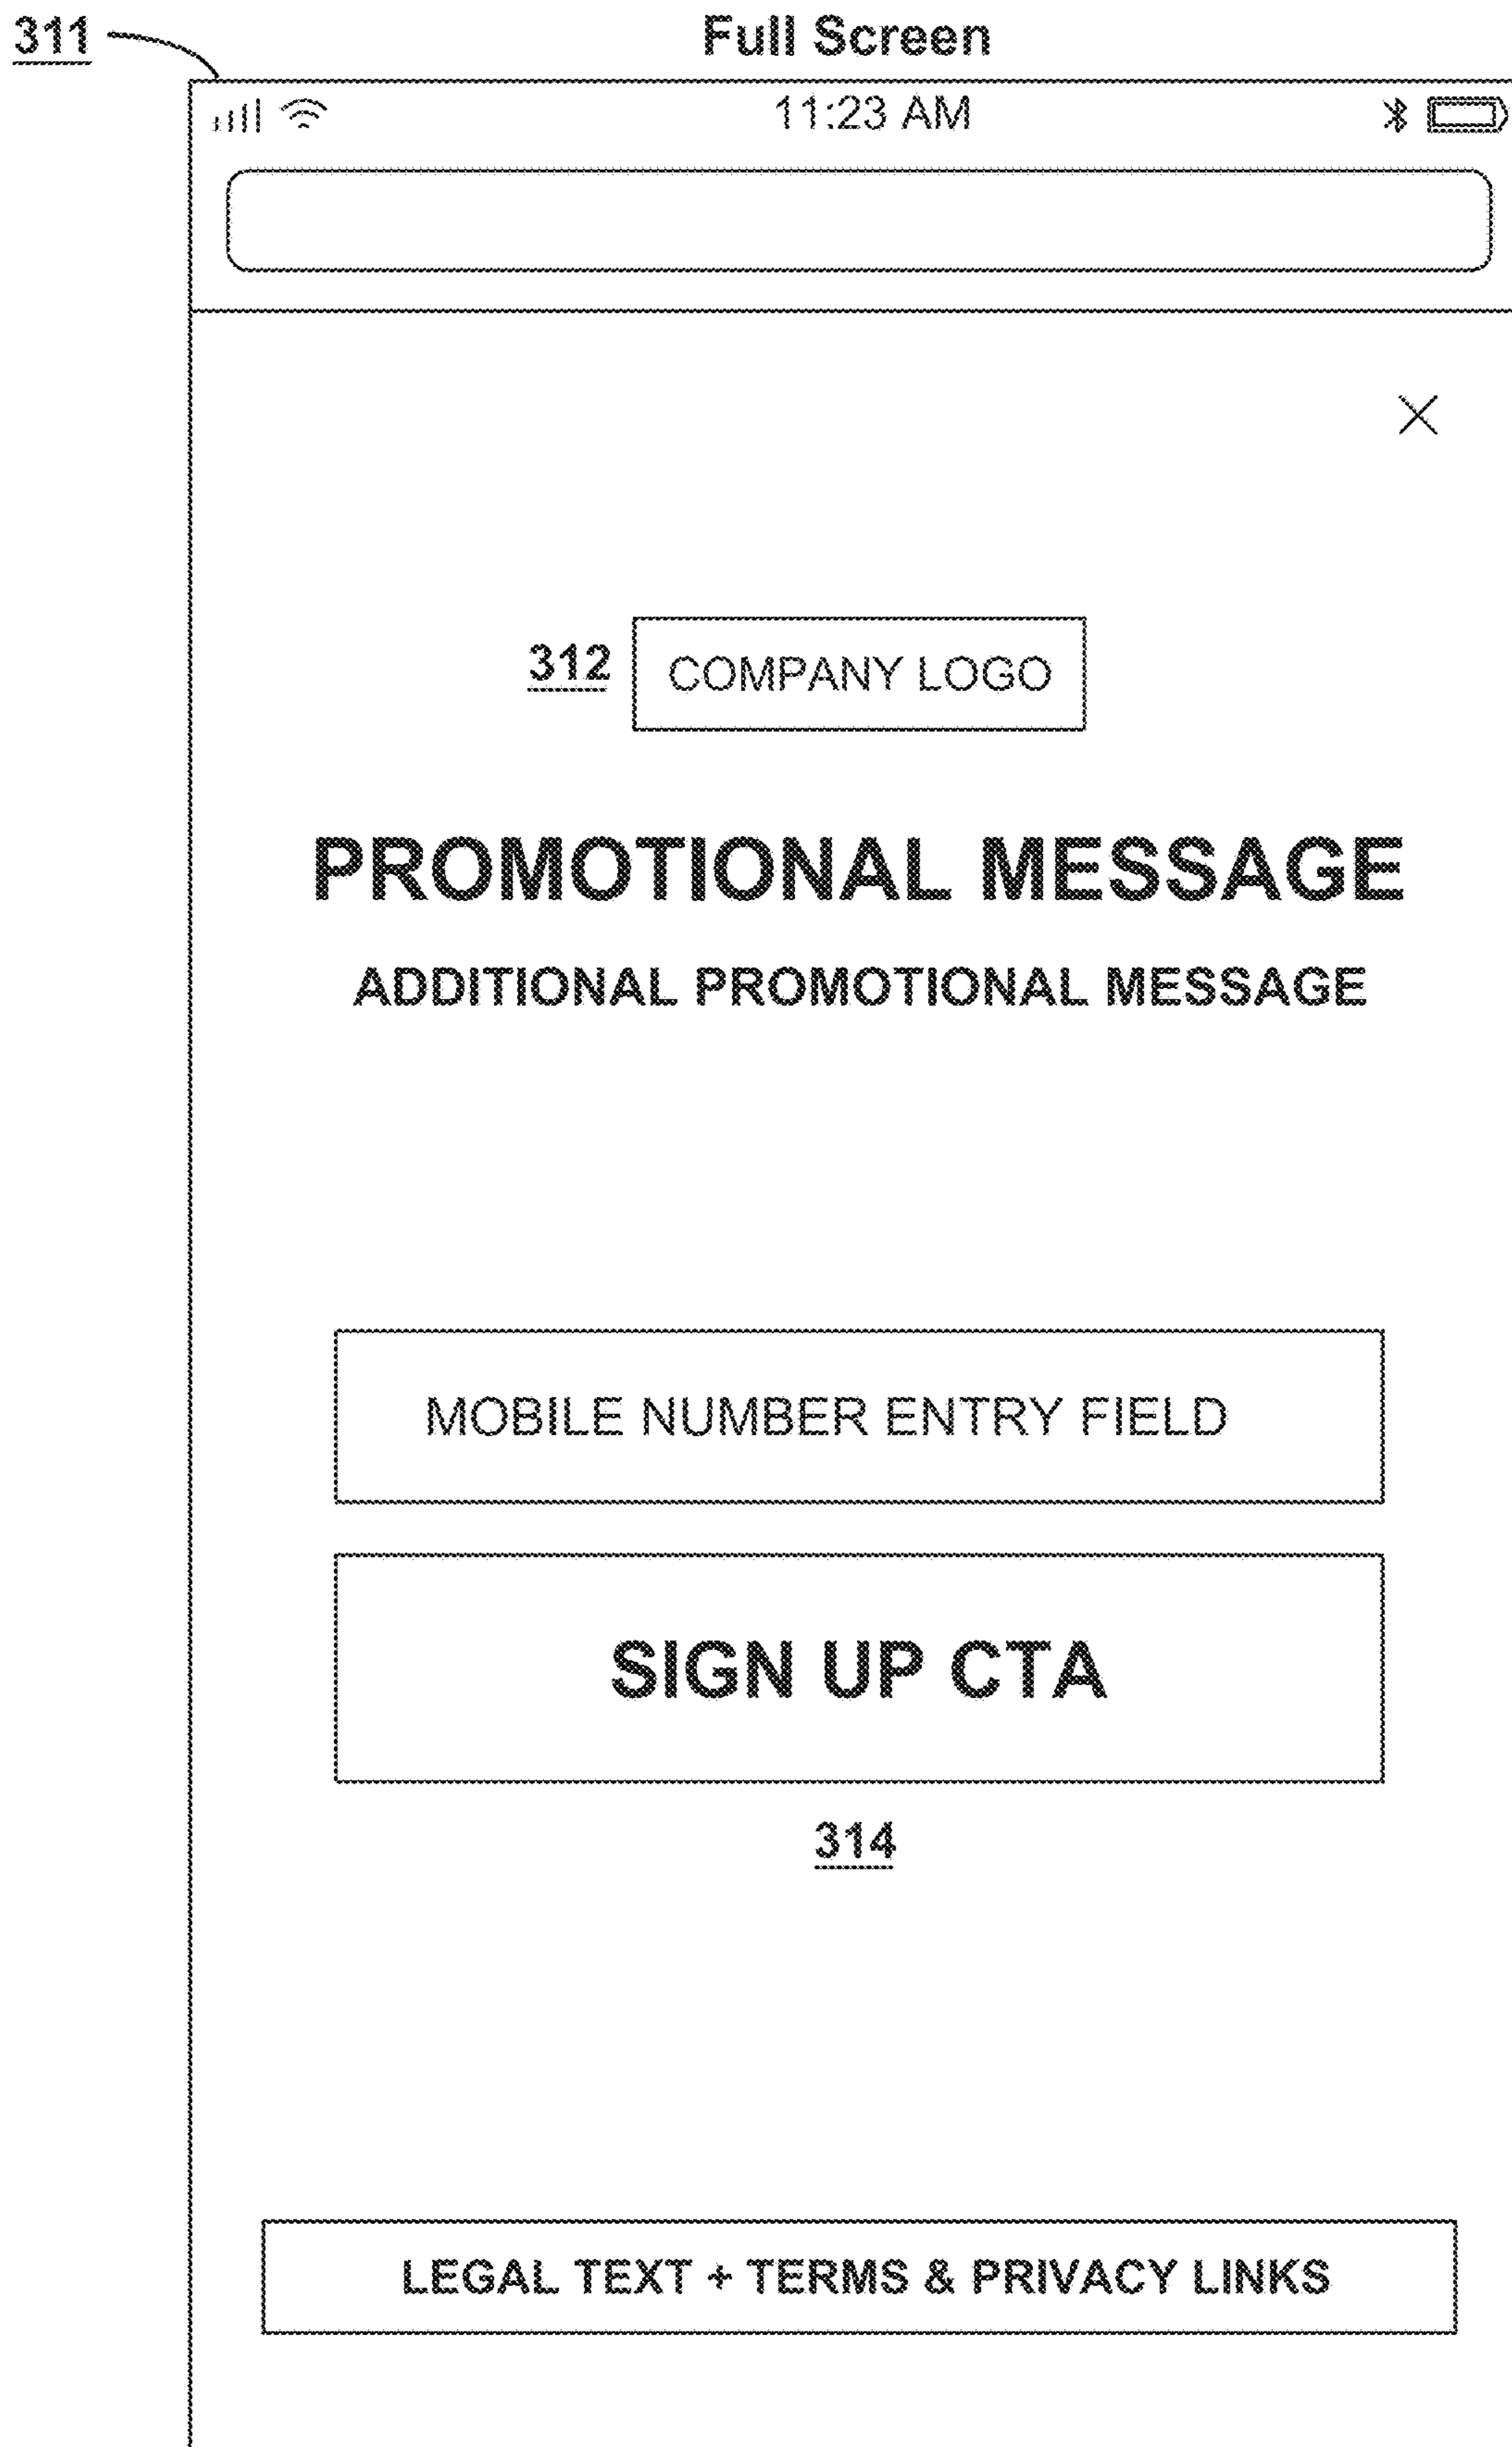 311
Full Screen
11:23 AM
312
COMPANY LOGO
PROMOTIONAL MESSAGE
ADDITIONAL PROMOTIONAL MESSAGE
MOBILE NUMBER ENTRY FIELD
SIGN UP CTA
314
LEGAL TEXT + TERMS & PRIVACY LINKS